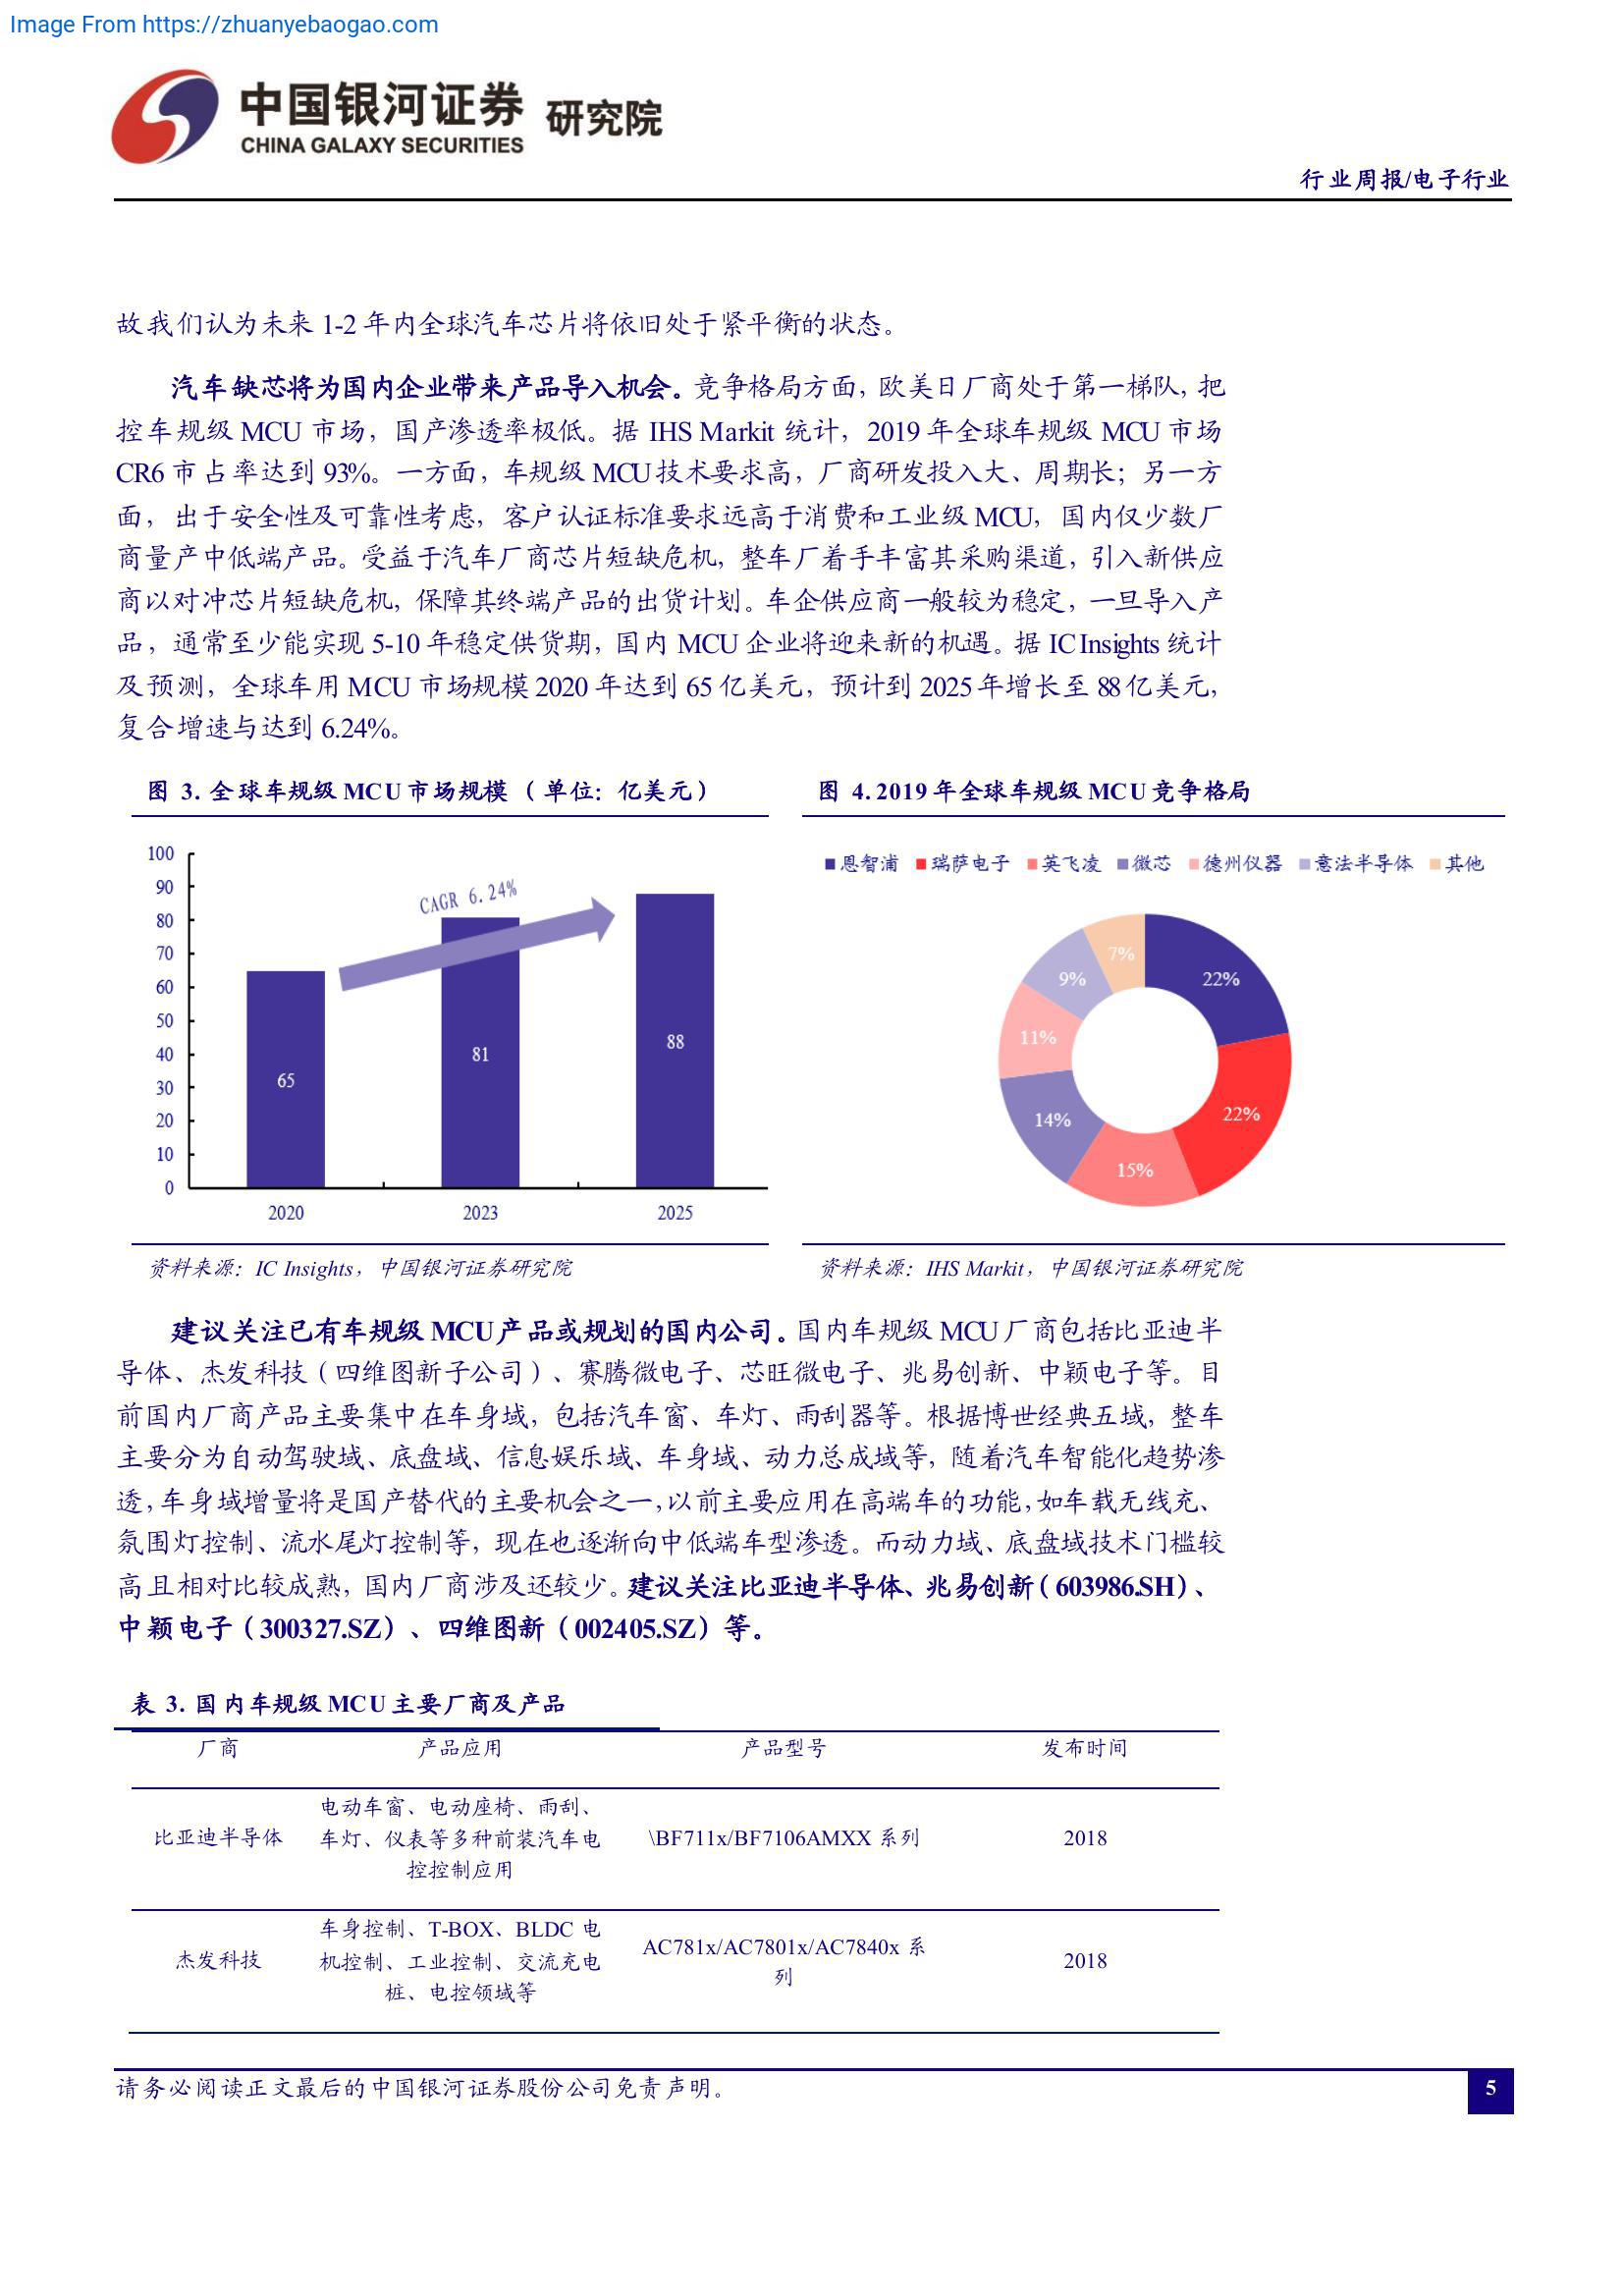 Image From https://zhuanyebaogao.com
中国银河证券 研究院
CHINA GALAXY SECURITIES
行业周报/电子行业
故我们认为未来 1-2 年内全球汽车芯片将依旧处于紧平衡的状态。
汽车缺芯将为国内企业带来产品导入机会。竞争格局方面，欧美日厂商处于第一梯队，把
控车规级 MCU 市场，国产渗透率极低。据 IHS Markit 统计，2019 年全球车规级 MCU 市场
CR6 市占率达到 93%。一方面，车规级 MCU 技术要求高，厂商研发投入大、周期长；另一方
面，出于安全性及可靠性考虑，客户认证标准要求远高于消费和工业级 MCU，国内仅少数厂
商量产中低端产品。受益于汽车厂商芯片短缺危机，整车厂着手丰富其采购渠道，引入新供应
商以对冲芯片短缺危机，保障其终端产品的出货计划。车企供应商一般较为稳定，一旦导入产
品，通常至少能实现 5-10 年稳定供货期，国内 MCU 企业将迎来新的机遇。据 IC Insights 统计
及预测，全球车用 MCU 市场规模 2020 年达到 65 亿美元，预计到 2025 年增长至 88 亿美元，
复合增速与达到 6.24%。
图 3. 全球车规级 MCU 市场规模（单位：亿美元）
100
90
80
70
60
50
40
30
20
10
0
CAGR 6.24%
65
81
88
2020
2023
2025
资料来源：IC Insights，中国银河证券研究院
图 4. 2019 年全球车规级 MCU 竞争格局
恩智浦 瑞萨电子 英飞凌 微芯 德州仪器 意法半导体 其他
7%
22%
9%
11%
22%
14%
15%
资料来源：IHS Markit，中国银河证券研究院
建议关注已有车规级 MCU 产品或规划的国内公司。国内车规级 MCU 厂商包括比亚迪半
导体、杰发科技（四维图新子公司）、赛腾微电子、芯旺微电子、兆易创新、中颖电子等。目
前国内厂商产品主要集中在车身域，包括汽车窗、车灯、雨刮器等。根据博世经典五域，整车
主要分为自动驾驶域、底盘域、信息娱乐域、车身域、动力总成域等，随着汽车智能化趋势渗
透，车身域增量将是国产替代的主要机会之一，以前主要应用在高端车的功能，如车载无线充、
氛围灯控制、流水尾灯控制等，现在也逐渐向中低端车型渗透。而动力域、底盘域技术门槛较
高且相对比较成熟，国内厂商涉及还较少。建议关注比亚迪半导体、兆易创新（603986.SH）、
中颖电子（300327.SZ）、四维图新（002405.SZ）等。
表 3. 国内车规级 MCU 主要厂商及产品
厂商 产品应用 产品型号 发布时间
电动车窗、电动座椅、雨刮、
比亚迪半导体 车灯、仪表等多种前装汽车电 \BF711x/BF7106AMXX 系列 2018
控控制应用
车身控制、T-BOX、BLDC 电
杰发科技 机控制、工业控制、交流充电 AC781x/AC7801x/AC7840x 系 2018
列
桩、电控领域等
请务必阅读正文最后的中国银河证券股份公司免责声明。
5